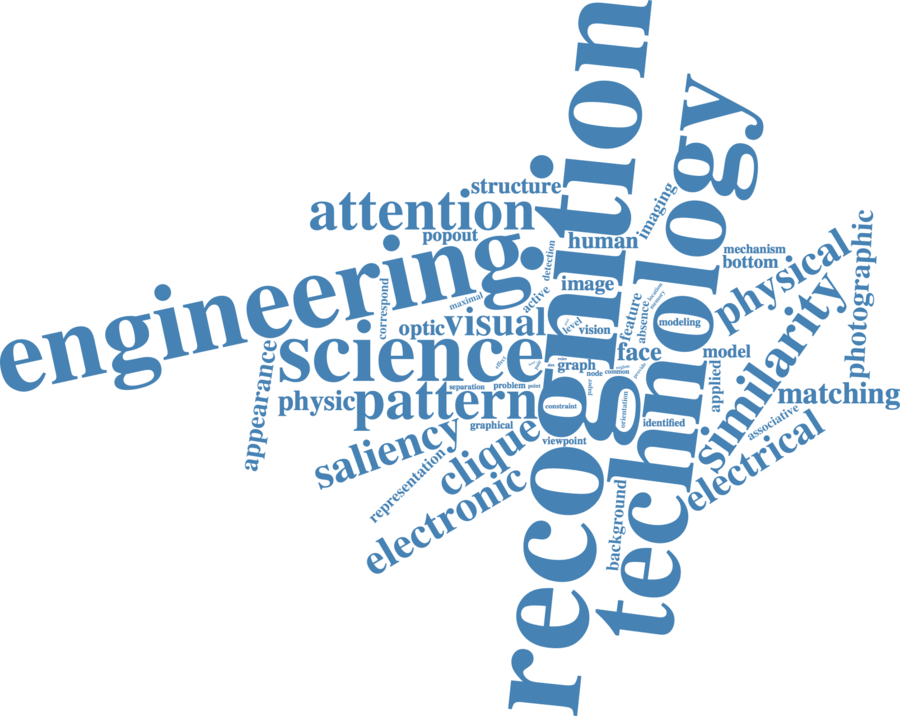 recognition
technology
engineering
science
attention
structure
popout
human
imaging
detection
image
active
maximal
correspond
optic
visual
level
vision
feature
absence
location
memory
modeling
mechanism
bottom
physical
photographic
similarity
model
applied
matching
associative
electrical
identified
face
graph
node
common
provide
paper
orientation
constraint
viewpoint
effect
separation
problem
point
physic
pattern
graphical
appearance
saliency
clique
representation
electronic
background